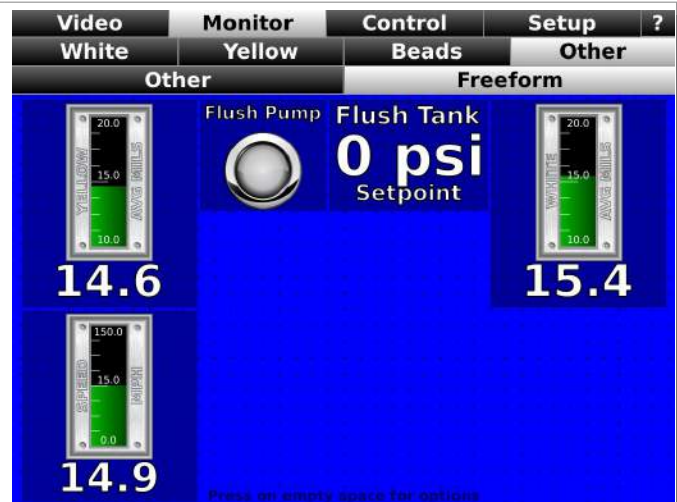 Video Monitor Control Setup ?
White Yellow Beads Other
Other Freeform
Flush Pump Flush Tank
0 psi
Setpoint
20.0
15.0
10.0
YELLOW
AVG MILS
14.6
20.0
15.0
10.0
WHITE
AVG MILS
15.4
150.0
15.0
0.0
SPEED
MPH
14.9
Press on empty space for options